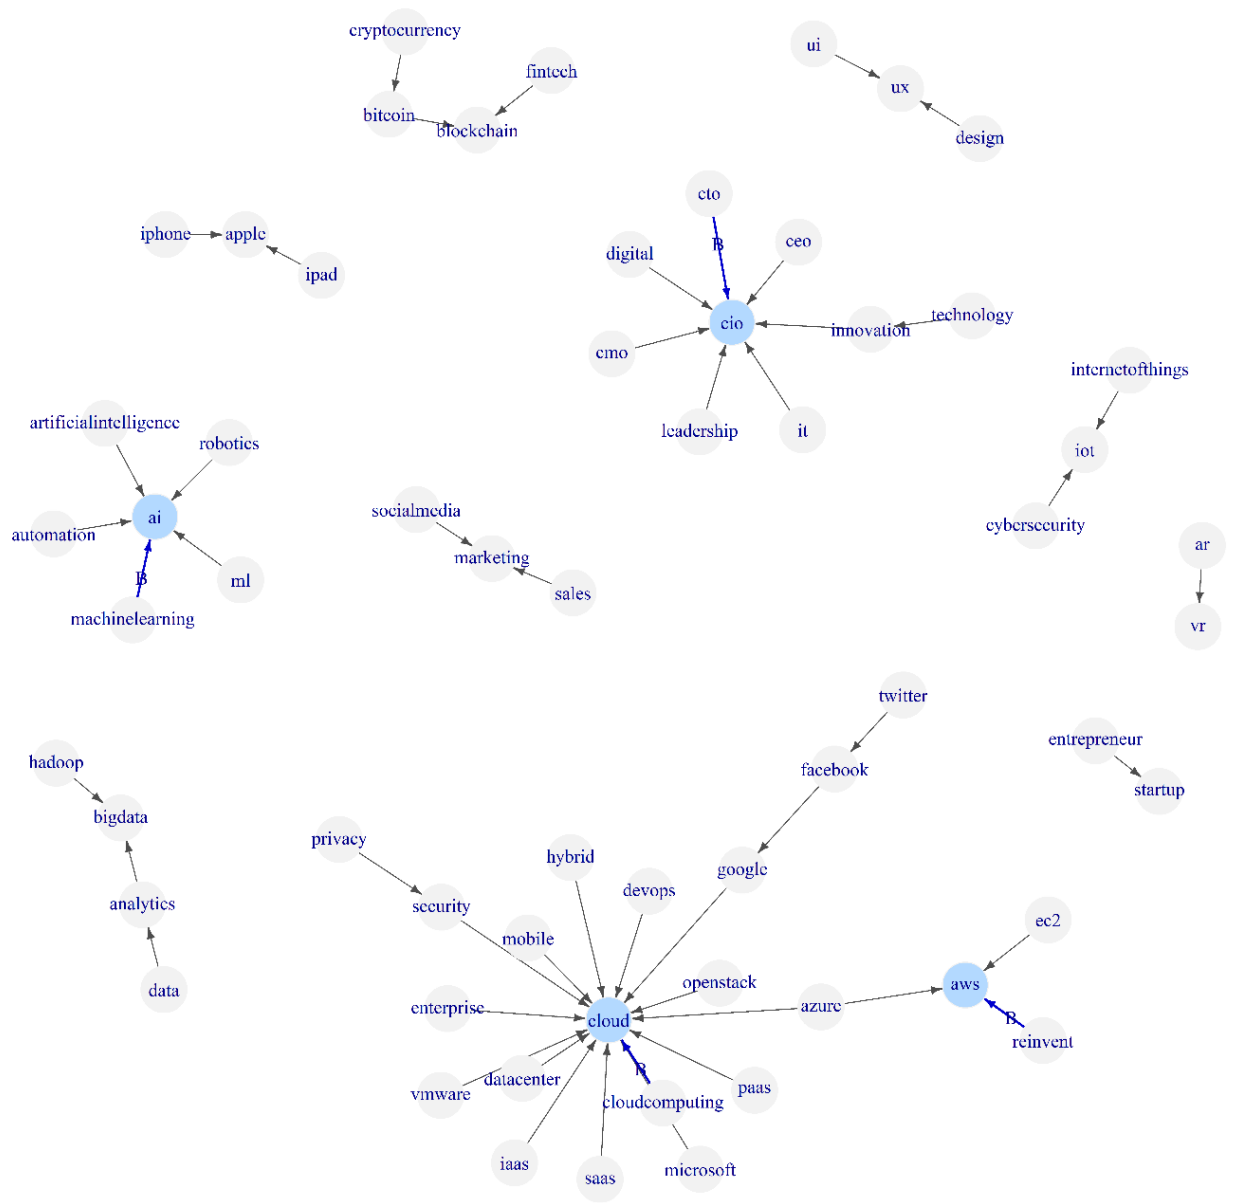 cryptocurrency
ui
fintech
ux
bitcoin
blockchain
design
cto
iphone
apple
ceo
B
digital
ipad
technology
cio
innovation
cmo
internetofthings
artificialintelligence
leadership
it
robotics
iot
socialmedia
ai
cybersecurity
automation
ar
marketing
B
ml
sales
machinelearning
vr
twitter
entrepreneur
hadoop
facebook
startup
bigdata
privacy
hybrid
google
devops
analytics
security
ec2
mobile
openstack
aws
data
enterprise
azure
B
cloud
reinvent
B
datacenter
paas
vmware
cloudcomputing
iaas
microsoft
saas